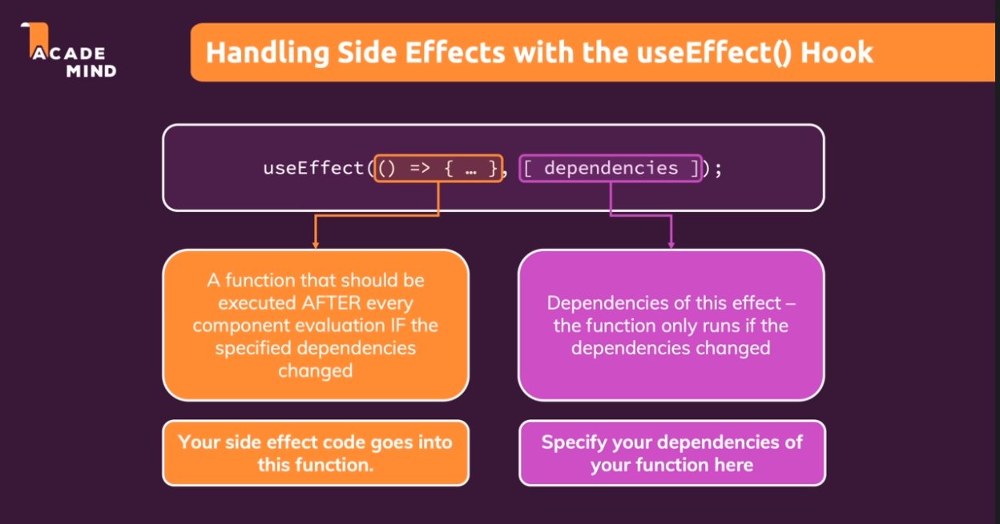 ACADE
MIND
Handling Side Effects with the useEffect() Hook
useEffect(() => { … }, [ dependencies ]);
A function that should be
executed AFTER every
component evaluation IF the
specified dependencies
changed
Dependencies of this effect –
the function only runs if the
dependencies changed
Your side effect code goes into
this function.
Specify your dependencies of
your function here